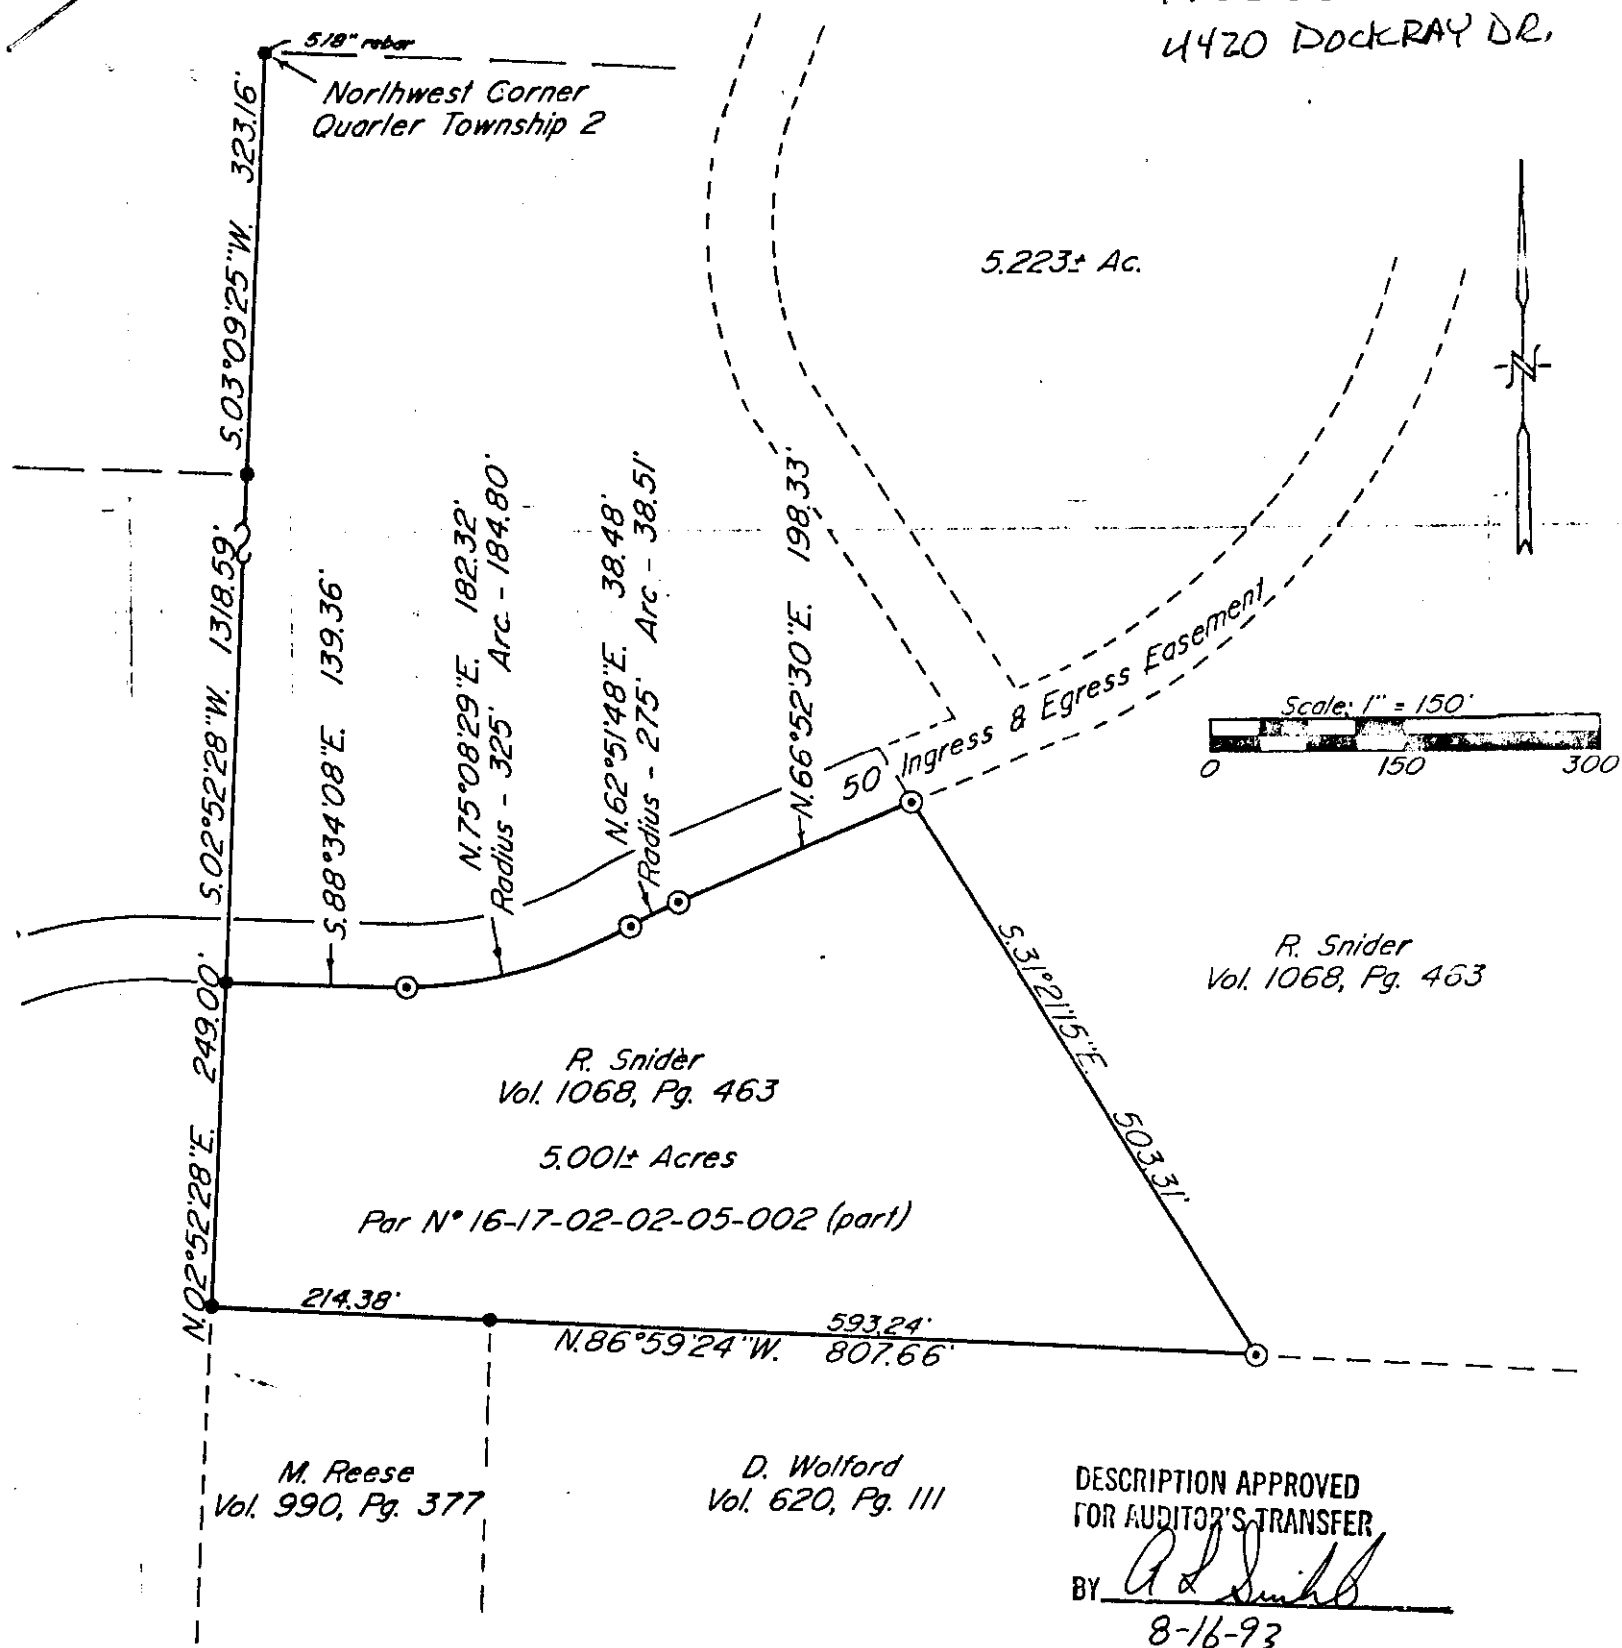 4420 DOCKRAY DR.
5/8" rebar
Northwest Corner
Quarter Township 2
S.03°09'25"W. 323.16'
5.223± Ac.
S.02°52'28"W. 1318.59'
S.88°34'08"E. 139.36'
N.75°08'29"E. 182.32'
Radius - 325' Arc - 184.80'
N.62°51'48"E. 38.48'
Radius - 275' Arc - 38.51'
N.66°52'30"E. 198.33'
50' Ingress & Egress Easement
N
Scale: 1" = 150'
0 150 300
S.31°21'15"E. 503.31'
R. Snider
Vol. 1068, Pg. 463
N.02°52'28"E. 249.00'
R. Snider
Vol. 1068, Pg. 463
5.001± Acres
Par N° 16-17-02-02-05-002 (part)
214.38'
593.24'
N.86°59'24"W. 807.66'
M. Reese
Vol. 990, Pg. 377
D. Wolford
Vol. 620, Pg. 111
DESCRIPTION APPROVED
FOR AUDITOR'S TRANSFER
BY
8-16-93